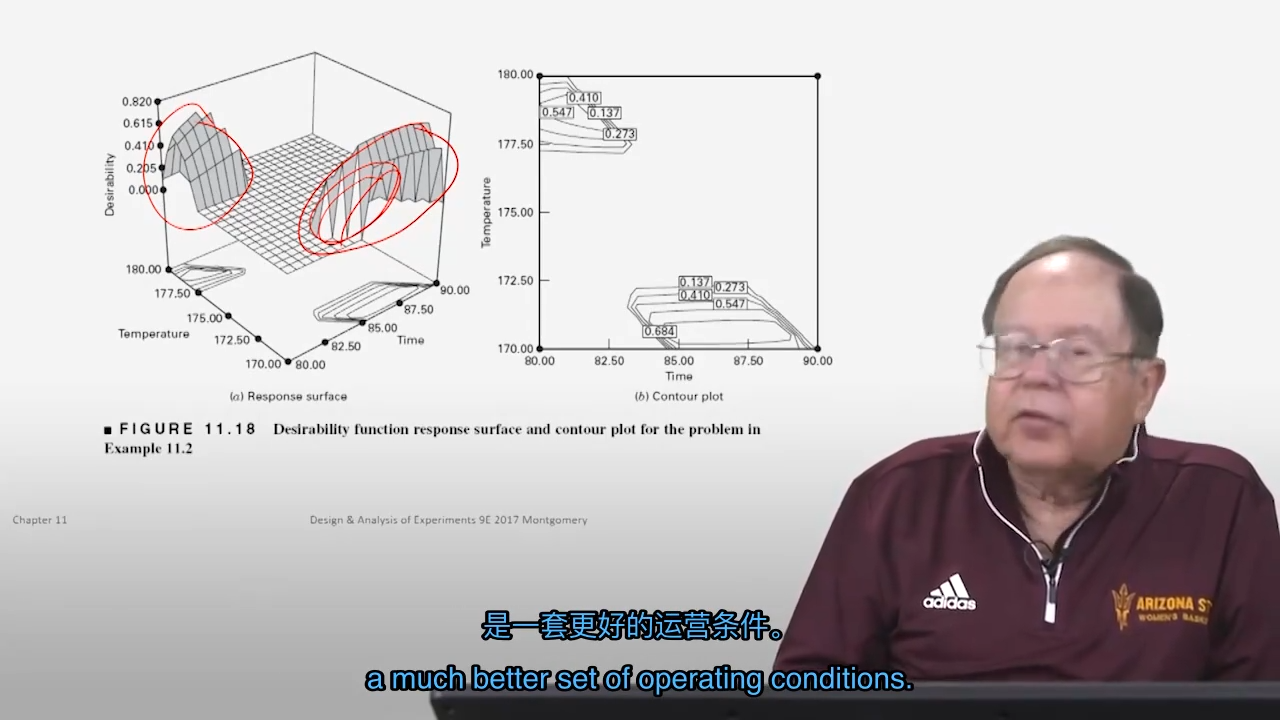 0.820
0.615
0.410
0.205
0.000
Desirability
180.00
177.50
175.00
172.50
170.00
Temperature
80.00
82.50
85.00
87.50
90.00
Time
(a) Response surface
180.00
177.50
175.00
172.50
170.00
Temperature
0.410
0.547
0.137
0.273
0.137
0.273
0.410
0.547
0.684
80.00
82.50
85.00
87.50
90.00
Time
(b) Contour plot
■ FIGURE 11.18 Desirability function response surface and contour plot for the problem in
Example 11.2
Chapter 11
Design & Analysis of Experiments 9E 2017 Montgomery
adidas
ARIZONA ST
WOMEN'S
是一套更好的运营条件。
a much better set of operating conditions.